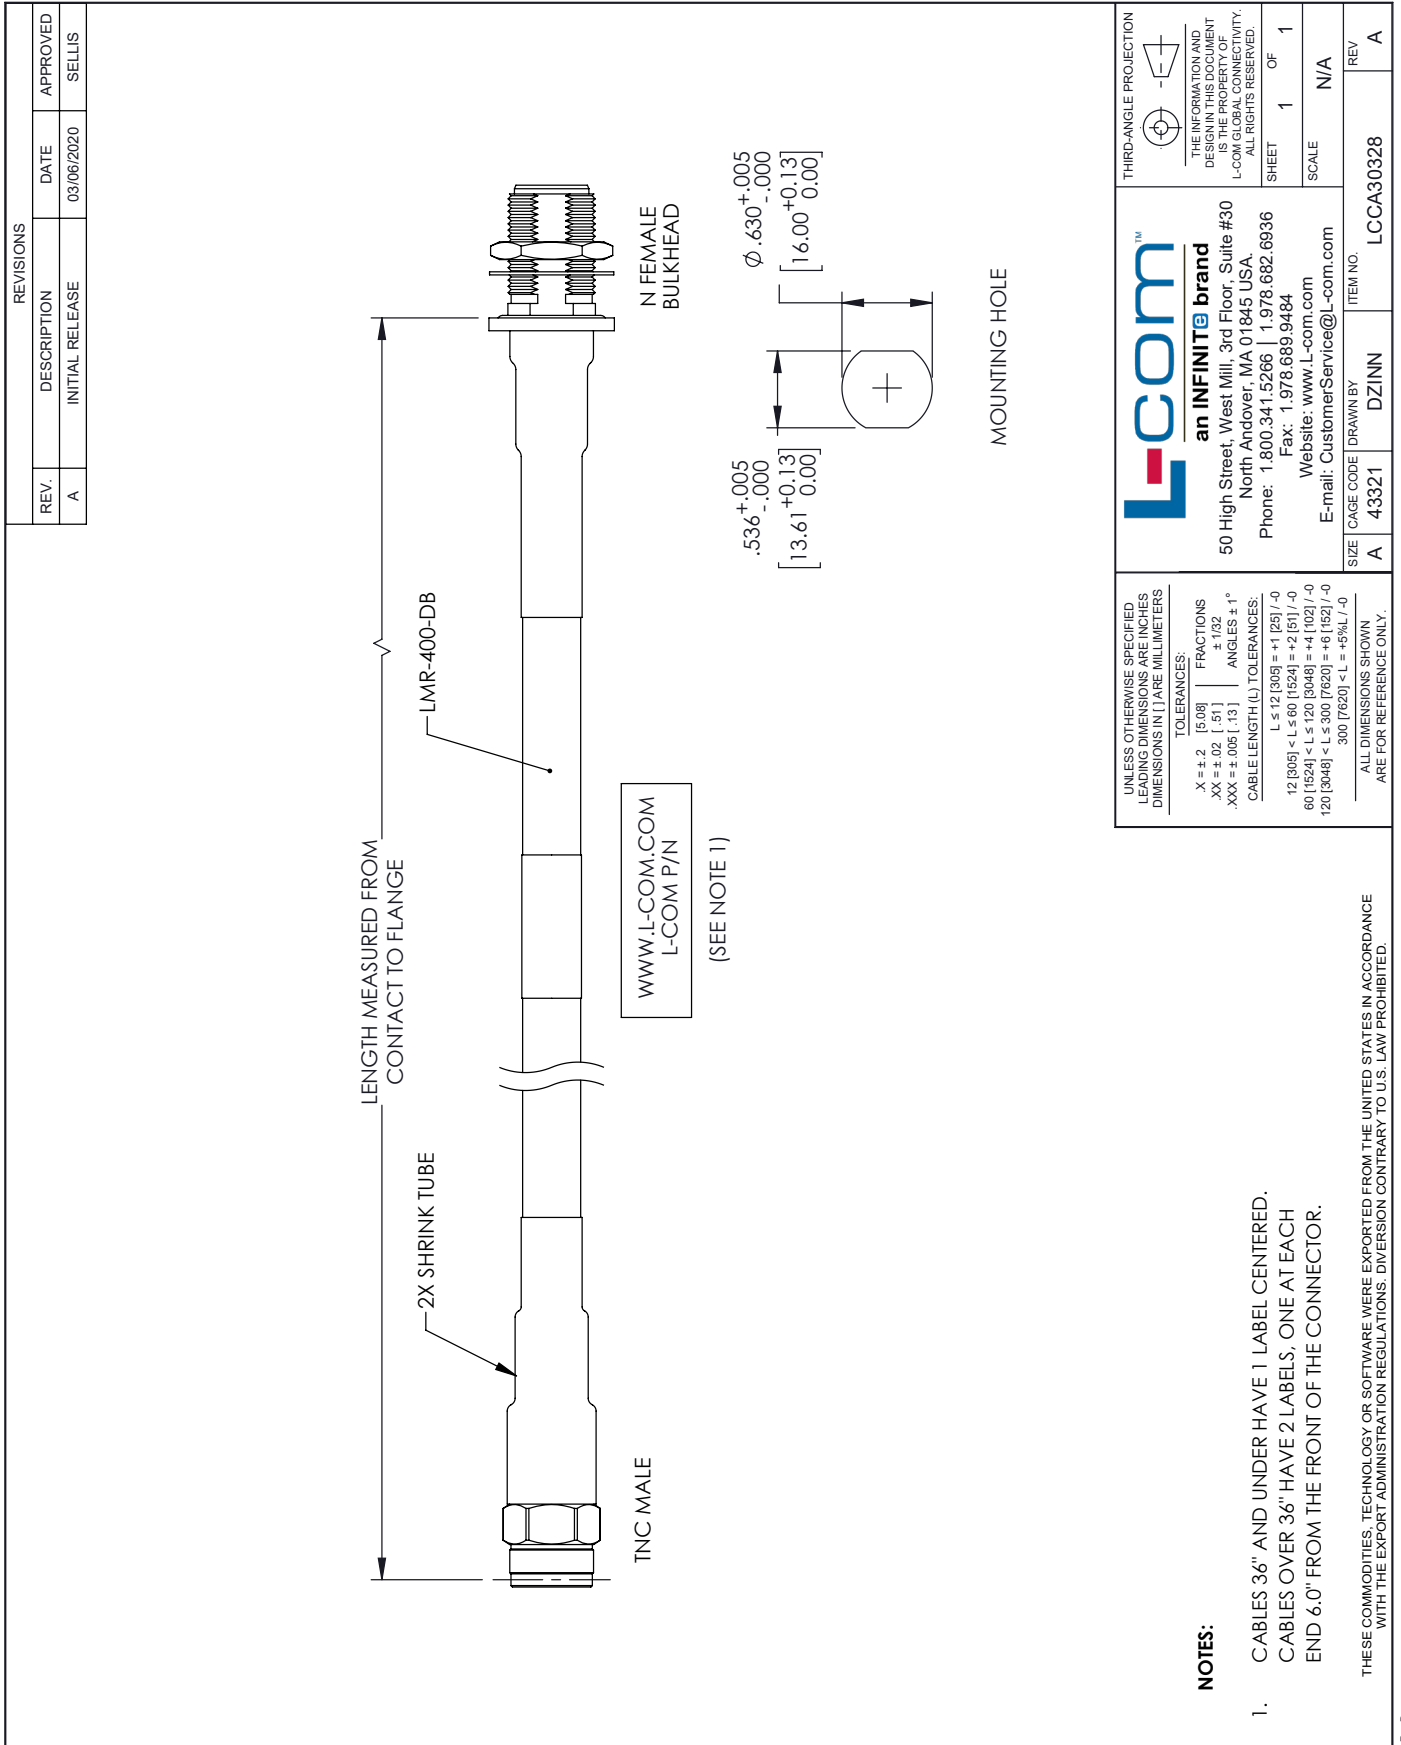 REVISIONS
REV. DESCRIPTION DATE APPROVED
A INITIAL RELEASE 03/06/2020 SELLIS
LENGTH MEASURED FROM
CONTACT TO FLANGE
2X SHRINK TUBE
LMR-400-DB
TNC MALE
N FEMALE
BULKHEAD
WWW.L-COM.COM
L-COM P/N
(SEE NOTE 1)
.536 +.005 -.000
[13.61 +0.13 0.00]
Ø .630 +.005 -.000
[16.00 +0.13 0.00]
MOUNTING HOLE
NOTES:
1. CABLES 36" AND UNDER HAVE 1 LABEL CENTERED.
CABLES OVER 36" HAVE 2 LABELS, ONE AT EACH
END 6.0" FROM THE FRONT OF THE CONNECTOR.
THESE COMMODITIES, TECHNOLOGY OR SOFTWARE WERE EXPORTED FROM THE UNITED STATES IN ACCORDANCE
WITH THE EXPORT ADMINISTRATION REGULATIONS. DIVERSION CONTRARY TO U.S. LAW PROHIBITED.
UNLESS OTHERWISE SPECIFIED
LEADING DIMENSIONS ARE INCHES
DIMENSIONS IN [ ] ARE MILLIMETERS
TOLERANCES:
.X = ± .2 [5.08] FRACTIONS
.XX = ± .02 [ .51 ] ± 1/32
.XXX = ± .005 [ .13 ] ANGLES ± 1°
CABLE LENGTH (L) TOLERANCES:
L ≤ 12 [305] = +1 [25] / -0
12 [305] < L ≤ 60 [1524] = +2 [51] / -0
60 [1524] < L ≤ 120 [3048] = +4 [102] / -0
120 [3048] < L ≤ 300 [7620] = +6 [152] / -0
300 [7620] < L = +5%L / -0
ALL DIMENSIONS SHOWN
ARE FOR REFERENCE ONLY.
L-com™
an INFINITe brand
50 High Street, West Mill, 3rd Floor, Suite #30
North Andover, MA 01845 USA.
Phone: 1.800.341.5266 | 1.978.682.6936
Fax: 1.978.689.9484
Website: www.L-com.com
E-mail: CustomerService@L-com.com
THIRD-ANGLE PROJECTION
THE INFORMATION AND
DESIGN IN THIS DOCUMENT
IS THE PROPERTY OF
L-COM GLOBAL CONNECTIVITY.
ALL RIGHTS RESERVED.
SHEET 1 OF 1
SCALE N/A
SIZE A
CAGE CODE 43321
DRAWN BY DZINN
ITEM NO. LCCA30328
REV A